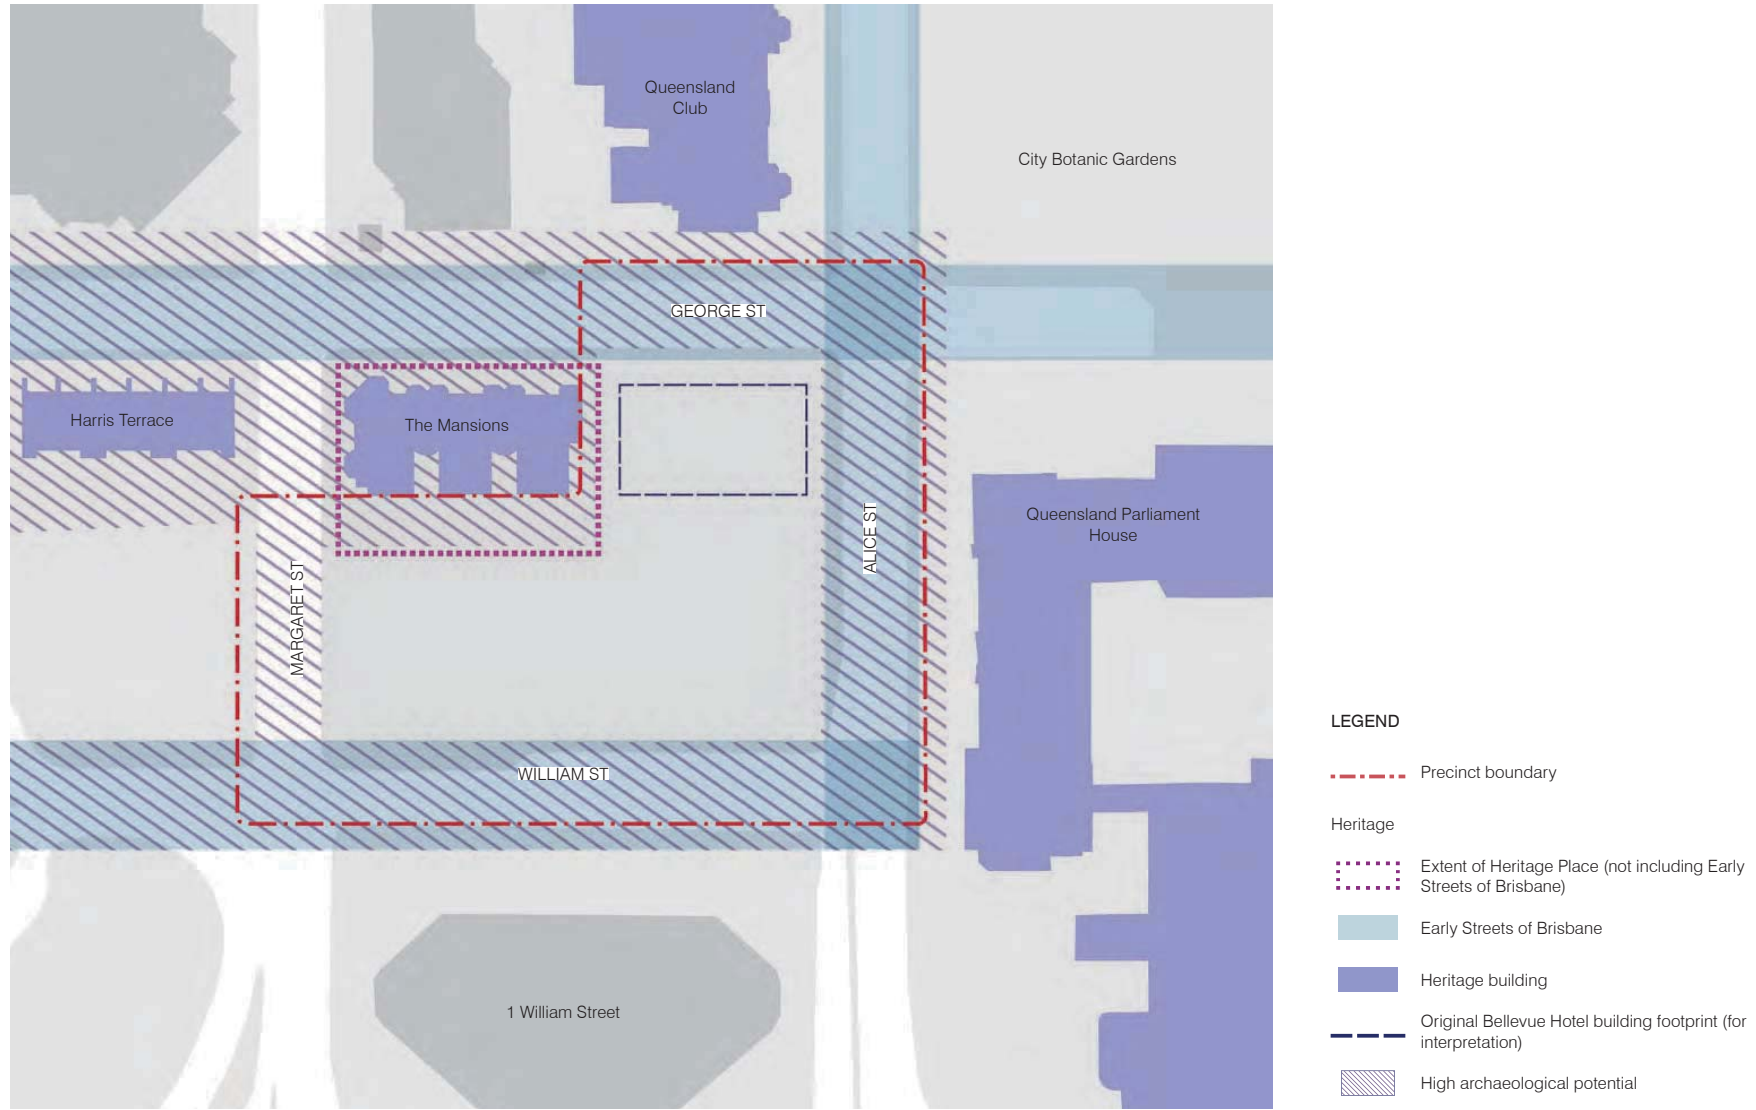 Queensland
Club
City Botanic Gardens
GEORGE ST
Harris Terrace
The Mansions
ALICE ST
Queensland Parliament
House
MARGARET ST
WILLIAM ST
1 William Street
LEGEND
Precinct boundary
Heritage
Extent of Heritage Place (not including Early
Streets of Brisbane)
Early Streets of Brisbane
Heritage building
Original Bellevue Hotel building footprint (for
interpretation)
High archaeological potential